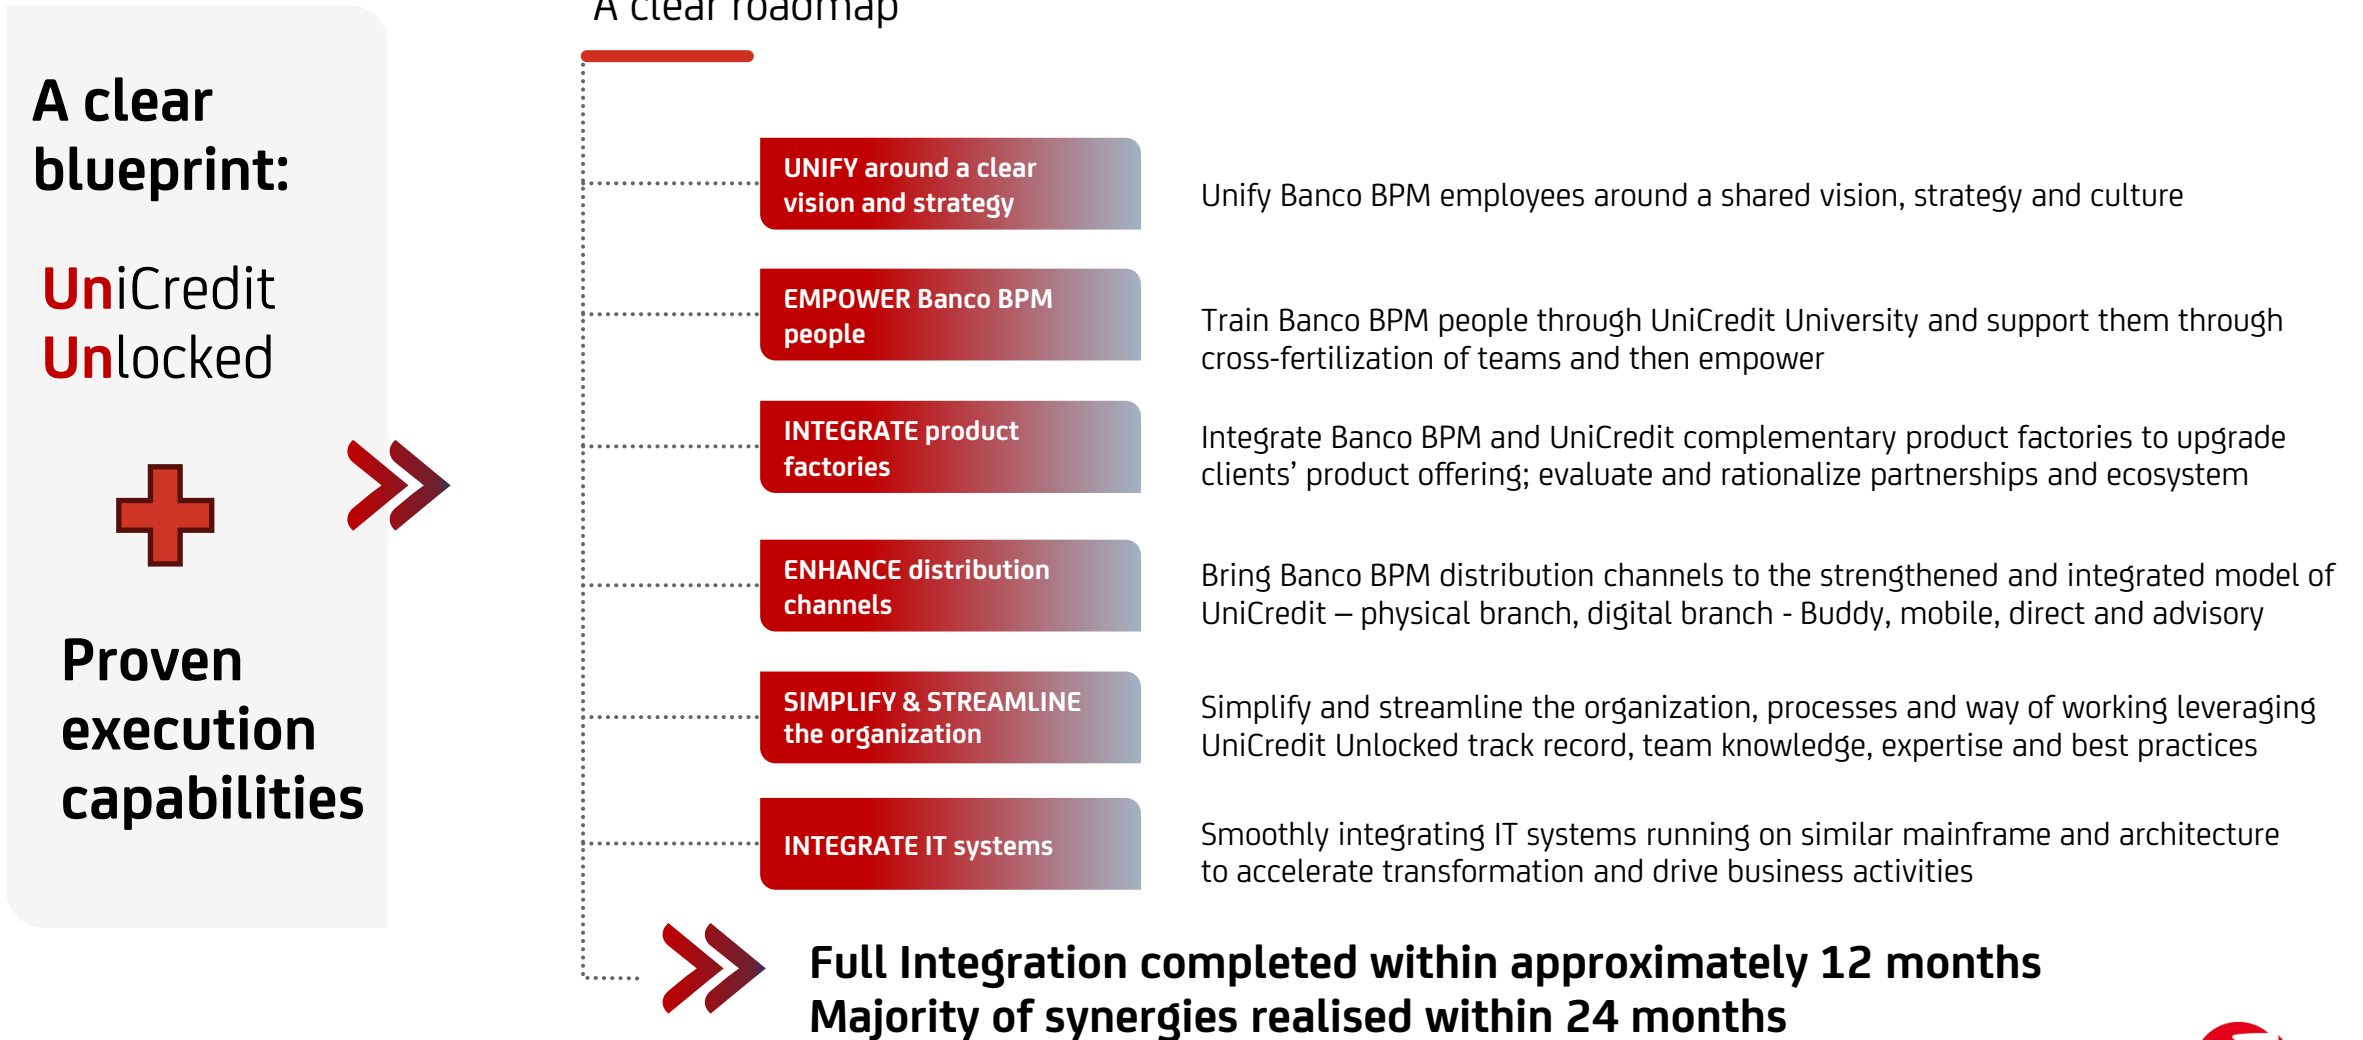 A clear roadmap
A clear
blueprint:
UniCredit
Unlocked
Proven
execution
capabilities
UNIFY around a clear
vision and strategy
Unify Banco BPM employees around a shared vision, strategy and culture
EMPOWER Banco BPM
people
Train Banco BPM people through UniCredit University and support them through
cross-fertilization of teams and then empower
INTEGRATE product
factories
Integrate Banco BPM and UniCredit complementary product factories to upgrade
clients’ product offering; evaluate and rationalize partnerships and ecosystem
ENHANCE distribution
channels
Bring Banco BPM distribution channels to the strengthened and integrated model of
UniCredit – physical branch, digital branch - Buddy, mobile, direct and advisory
SIMPLIFY & STREAMLINE
the organization
Simplify and streamline the organization, processes and way of working leveraging
UniCredit Unlocked track record, team knowledge, expertise and best practices
INTEGRATE IT systems
Smoothly integrating IT systems running on similar mainframe and architecture
to accelerate transformation and drive business activities
Full Integration completed within approximately 12 months
Majority of synergies realised within 24 months